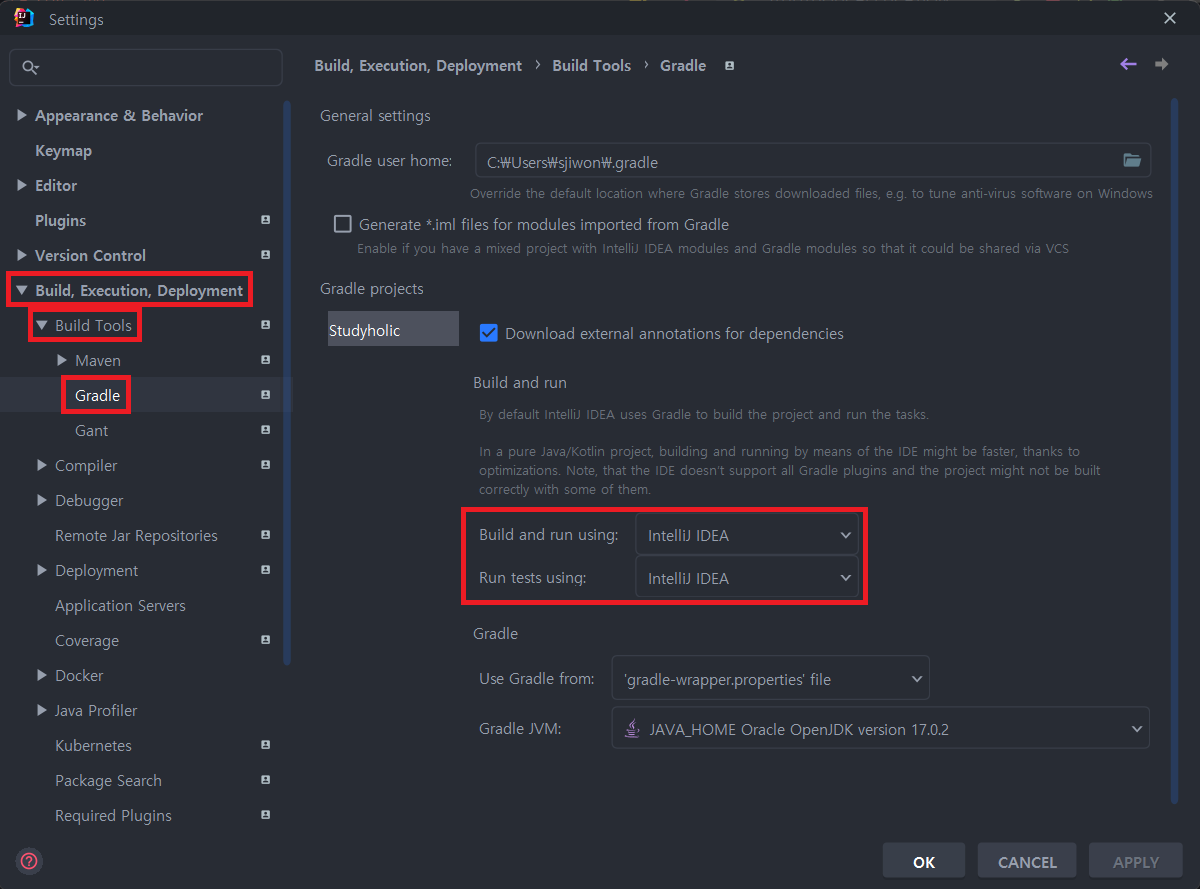 Settings
Appearance & Behavior
Keymap
Editor
Plugins
Version Control
Build, Execution, Deployment
Build Tools
Maven
Gradle
Gant
Compiler
Debugger
Remote Jar Repositories
Deployment
Application Servers
Coverage
Docker
Java Profiler
Kubernetes
Package Search
Required Plugins
Build, Execution, Deployment › Build Tools › Gradle
General settings
Gradle user home: C:₩Users₩sjiwon₩.gradle
Override the default location where Gradle stores downloaded files, e.g. to tune anti-virus software on Windows
Generate *.iml files for modules imported from Gradle
Enable if you have a mixed project with IntelliJ IDEA modules and Gradle modules so that it could be shared via VCS
Gradle projects
Studyholic
Download external annotations for dependencies
Build and run
By default IntelliJ IDEA uses Gradle to build the project and run the tasks.
In a pure Java/Kotlin project, building and running by means of the IDE might be faster, thanks to
optimizations. Note, that the IDE doesn't support all Gradle plugins and the project might not be built
correctly with some of them.
Build and run using: IntelliJ IDEA
Run tests using: IntelliJ IDEA
Gradle
Use Gradle from: 'gradle-wrapper.properties' file
Gradle JVM: JAVA_HOME Oracle OpenJDK version 17.0.2
?
OK CANCEL APPLY